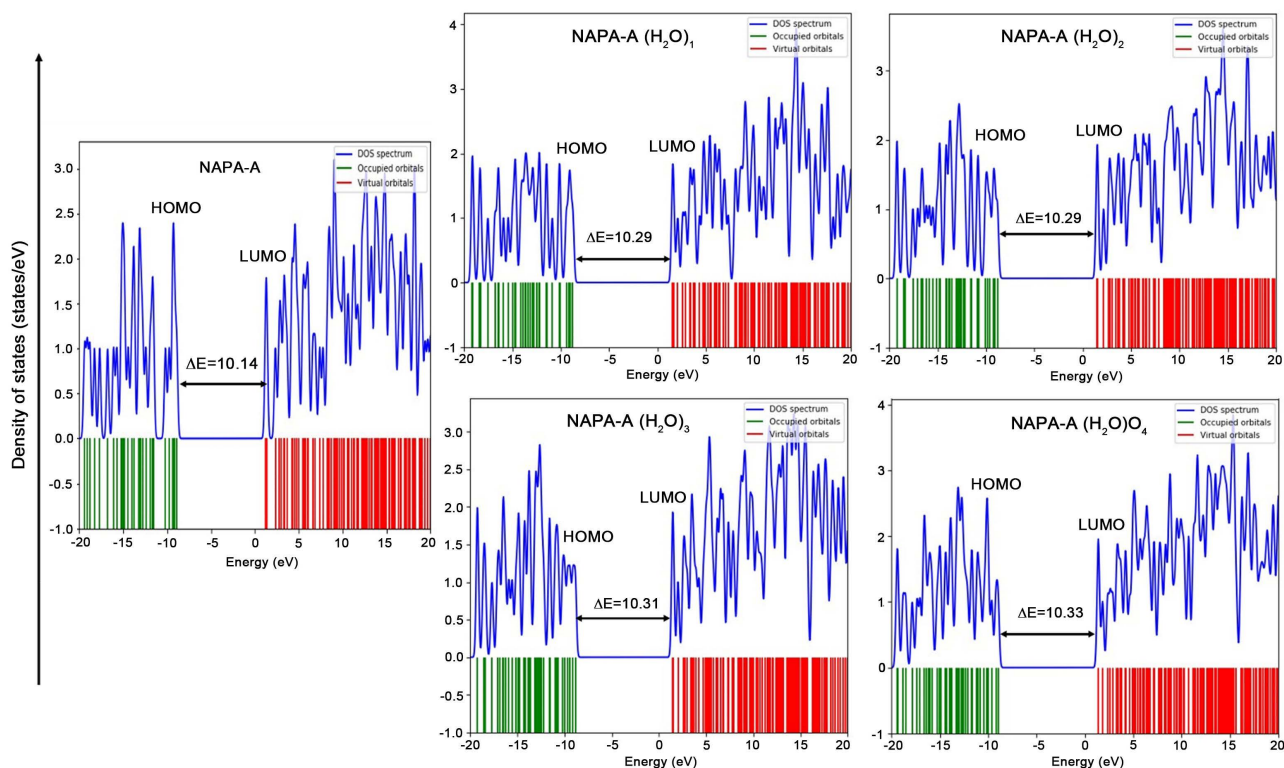 Density of states (states/eV)
NAPA-A
DOS spectrum
Occupied orbitals
Virtual orbitals
HOMO
LUMO
ΔE=10.14
3.0
2.5
2.0
1.5
1.0
0.5
0.0
-0.5
-1.0
-20 -15 -10 -5 0 5 10 15 20
Energy (eV)
NAPA-A (H2O)1
DOS spectrum
Occupied orbitals
Virtual orbitals
HOMO
LUMO
ΔE=10.29
4
3
2
1
0
-1
-20 -15 -10 -5 0 5 10 15 20
Energy (eV)
NAPA-A (H2O)2
DOS spectrum
Occupied orbitals
Virtual orbitals
HOMO
LUMO
ΔE=10.29
3
2
1
0
-1
-20 -15 -10 -5 0 5 10 15 20
Energy (eV)
NAPA-A (H2O)3
DOS spectrum
Occupied orbitals
Virtual orbitals
LUMO
HOMO
ΔE=10.31
3.0
2.5
2.0
1.5
1.0
0.5
0.0
-0.5
-1.0
-20 -15 -10 -5 0 5 10 15 20
Energy (eV)
NAPA-A (H2O)O4
DOS spectrum
Occupied orbitals
Virtual orbitals
HOMO
LUMO
ΔE=10.33
4
3
2
1
0
-1
-20 -15 -10 -5 0 5 10 15 20
Energy (eV)